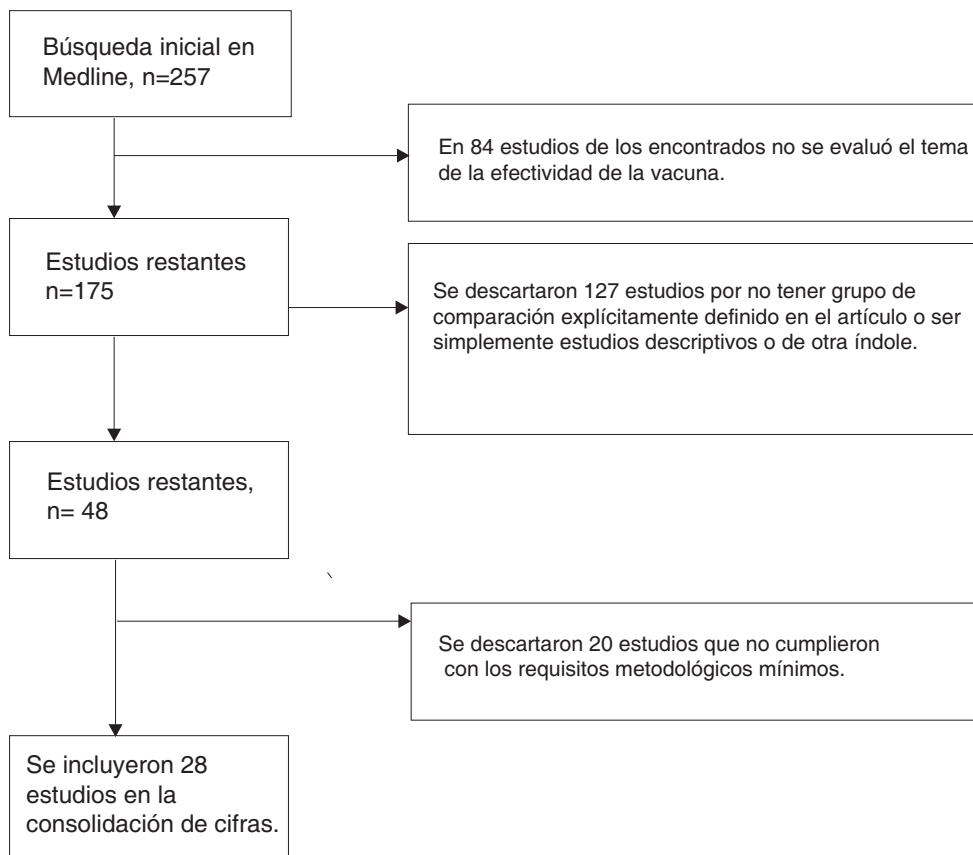 Búsqueda inicial en
Medline, n=257
En 84 estudios de los encontrados no se evaluó el tema
de la efectividad de la vacuna.
Estudios restantes
n=175
Se descartaron 127 estudios por no tener grupo de
comparación explícitamente definido en el artículo o ser
simplemente estudios descriptivos o de otra índole.
Estudios restantes,
n= 48
Se descartaron 20 estudios que no cumplieron
con los requisitos metodológicos mínimos.
Se incluyeron 28
estudios en la
consolidación de cifras.